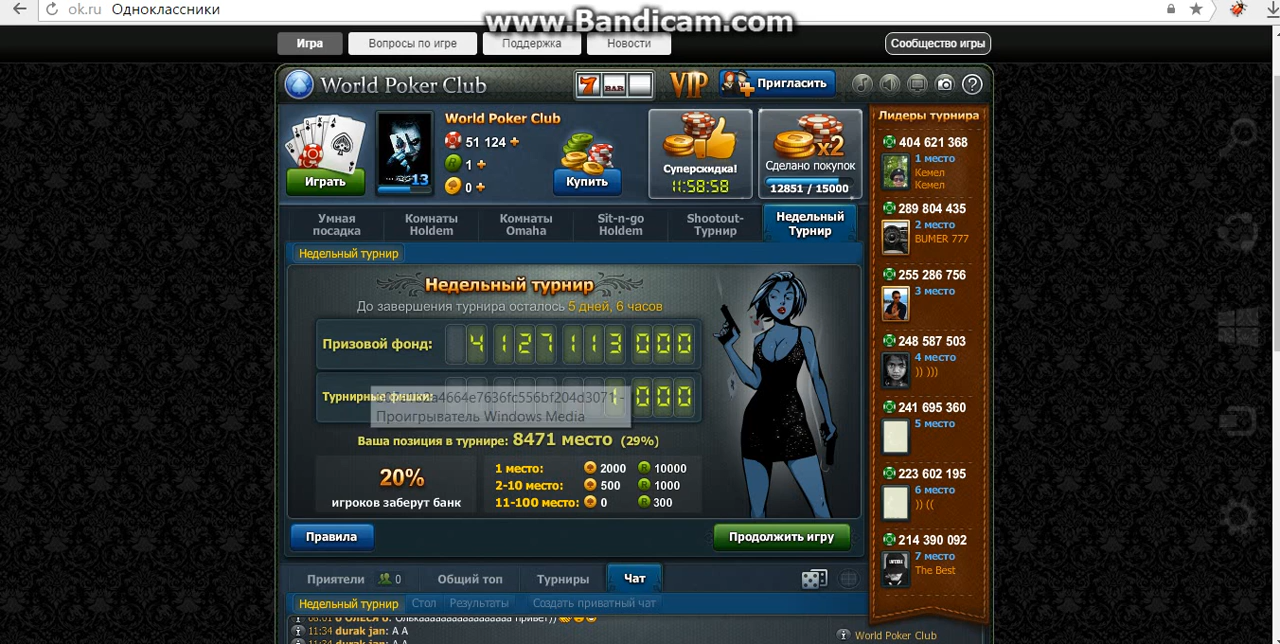 ok.ru Одноклассники
www.Bandicam.com
Игра
Вопросы по игре
Поддержка
Новости
Сообщество игры
World Poker Club
7 BAR
VIP
Пригласить
?
Играть
13
World Poker Club
51 124 +
1 +
0 +
Купить
Суперскидка!
11:58:58
x2
Сделано покупок
12851 / 15000
Умная посадка
Комнаты Holdem
Комнаты Omaha
Sit-n-go Holdem
Shootout-Турнир
Недельный Турнир
Недельный турнир
Недельный турнир
До завершения турнира осталось 5 дней, 6 часов
Призовой фонд: 4 127 113 000
Турнирные фишки: 1 000
Проигрыватель Windows Media
Ваша позиция в турнире: 8471 место (29%)
20%
игроков заберут банк
1 место: 2000 10000
2-10 место: 500 1000
11-100 место: 0 300
Правила
Продолжить игру
Лидеры турнира
404 621 368
1 место
Кемел
Кемел
289 804 435
2 место
BUMER 777
255 286 756
3 место
248 587 503
4 место
)) )))
241 695 360
5 место
223 602 195
6 место
)) ((
214 390 092
7 место
The Best
Приятели 0
Общий топ
Турниры
Чат
Недельный турнир
Стол
Результаты
Создать приватный чат
11:34 durak jan: А А
World Poker Club